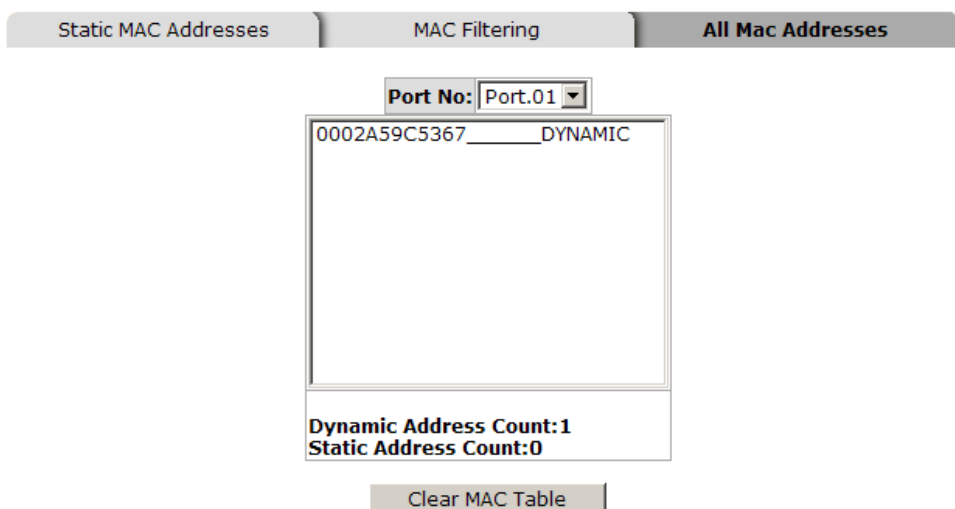 Static MAC Addresses MAC Filtering All Mac Addresses
Port No: Port.01
0002A59C5367______DYNAMIC
Dynamic Address Count:1
Static Address Count:0
Clear MAC Table